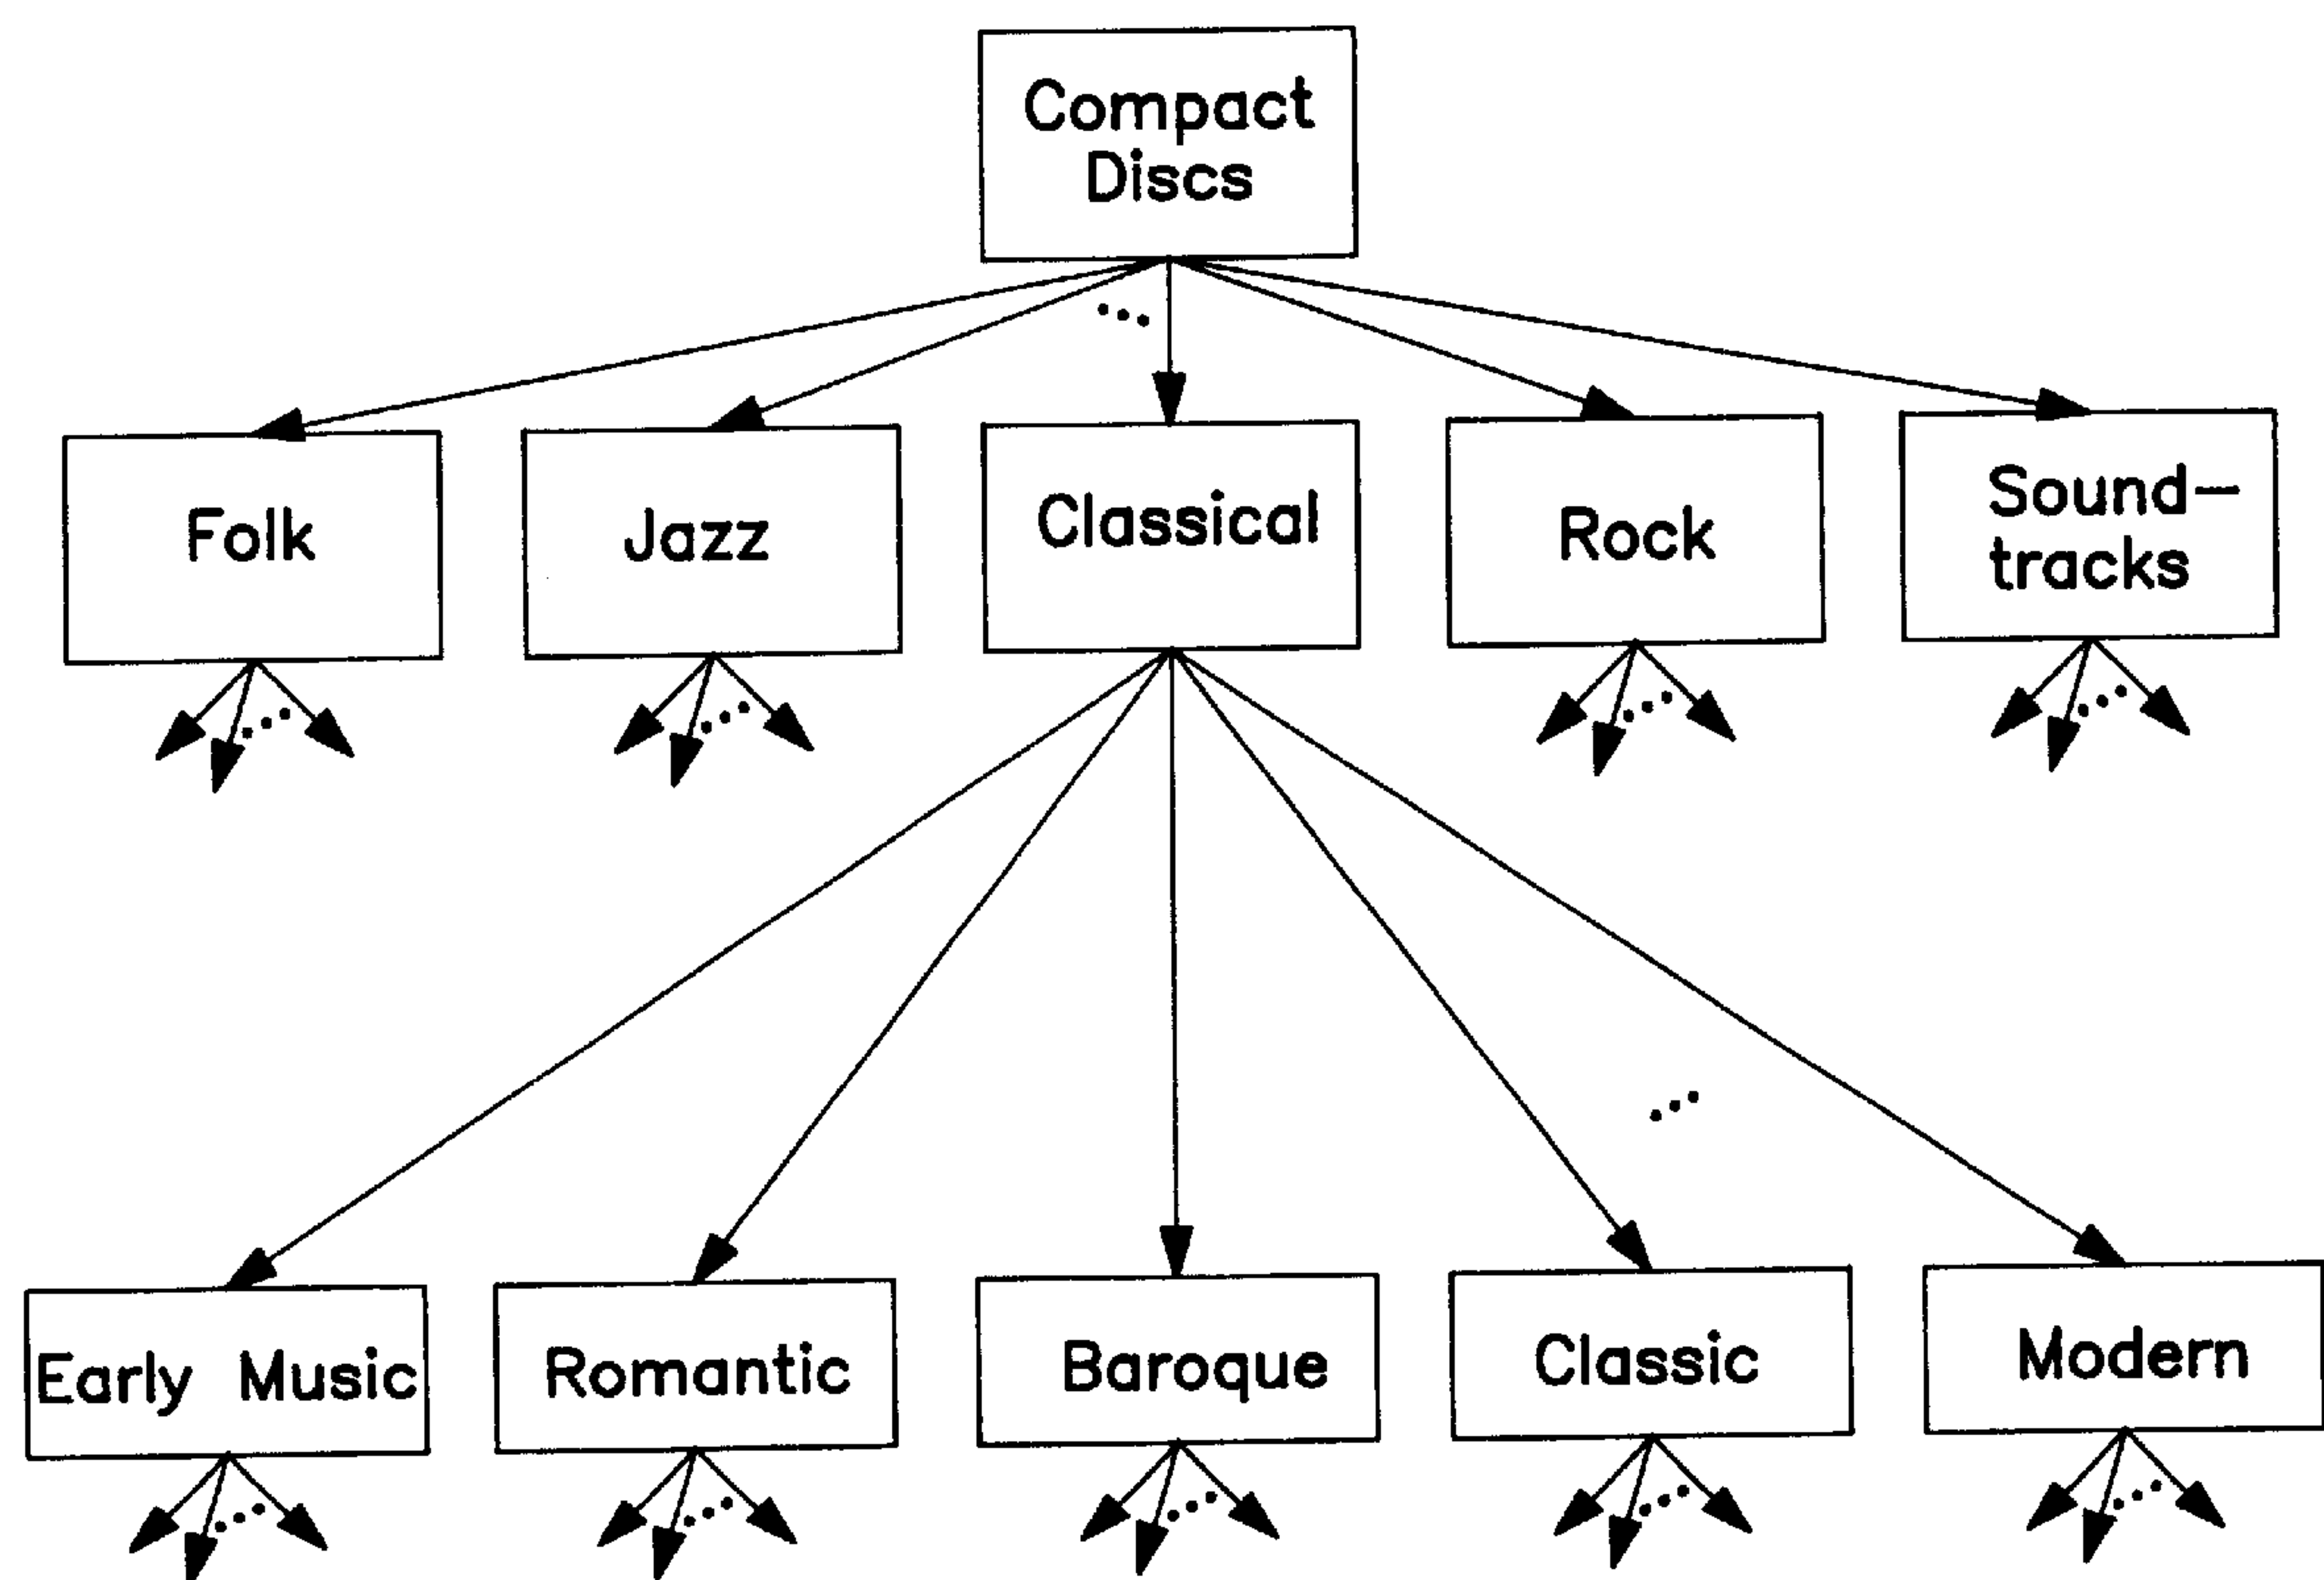 Compact
Discs
Folk
Jazz
Classical
Rock
Sound-
tracks
Early Music
Romantic
Baroque
Classic
Modern